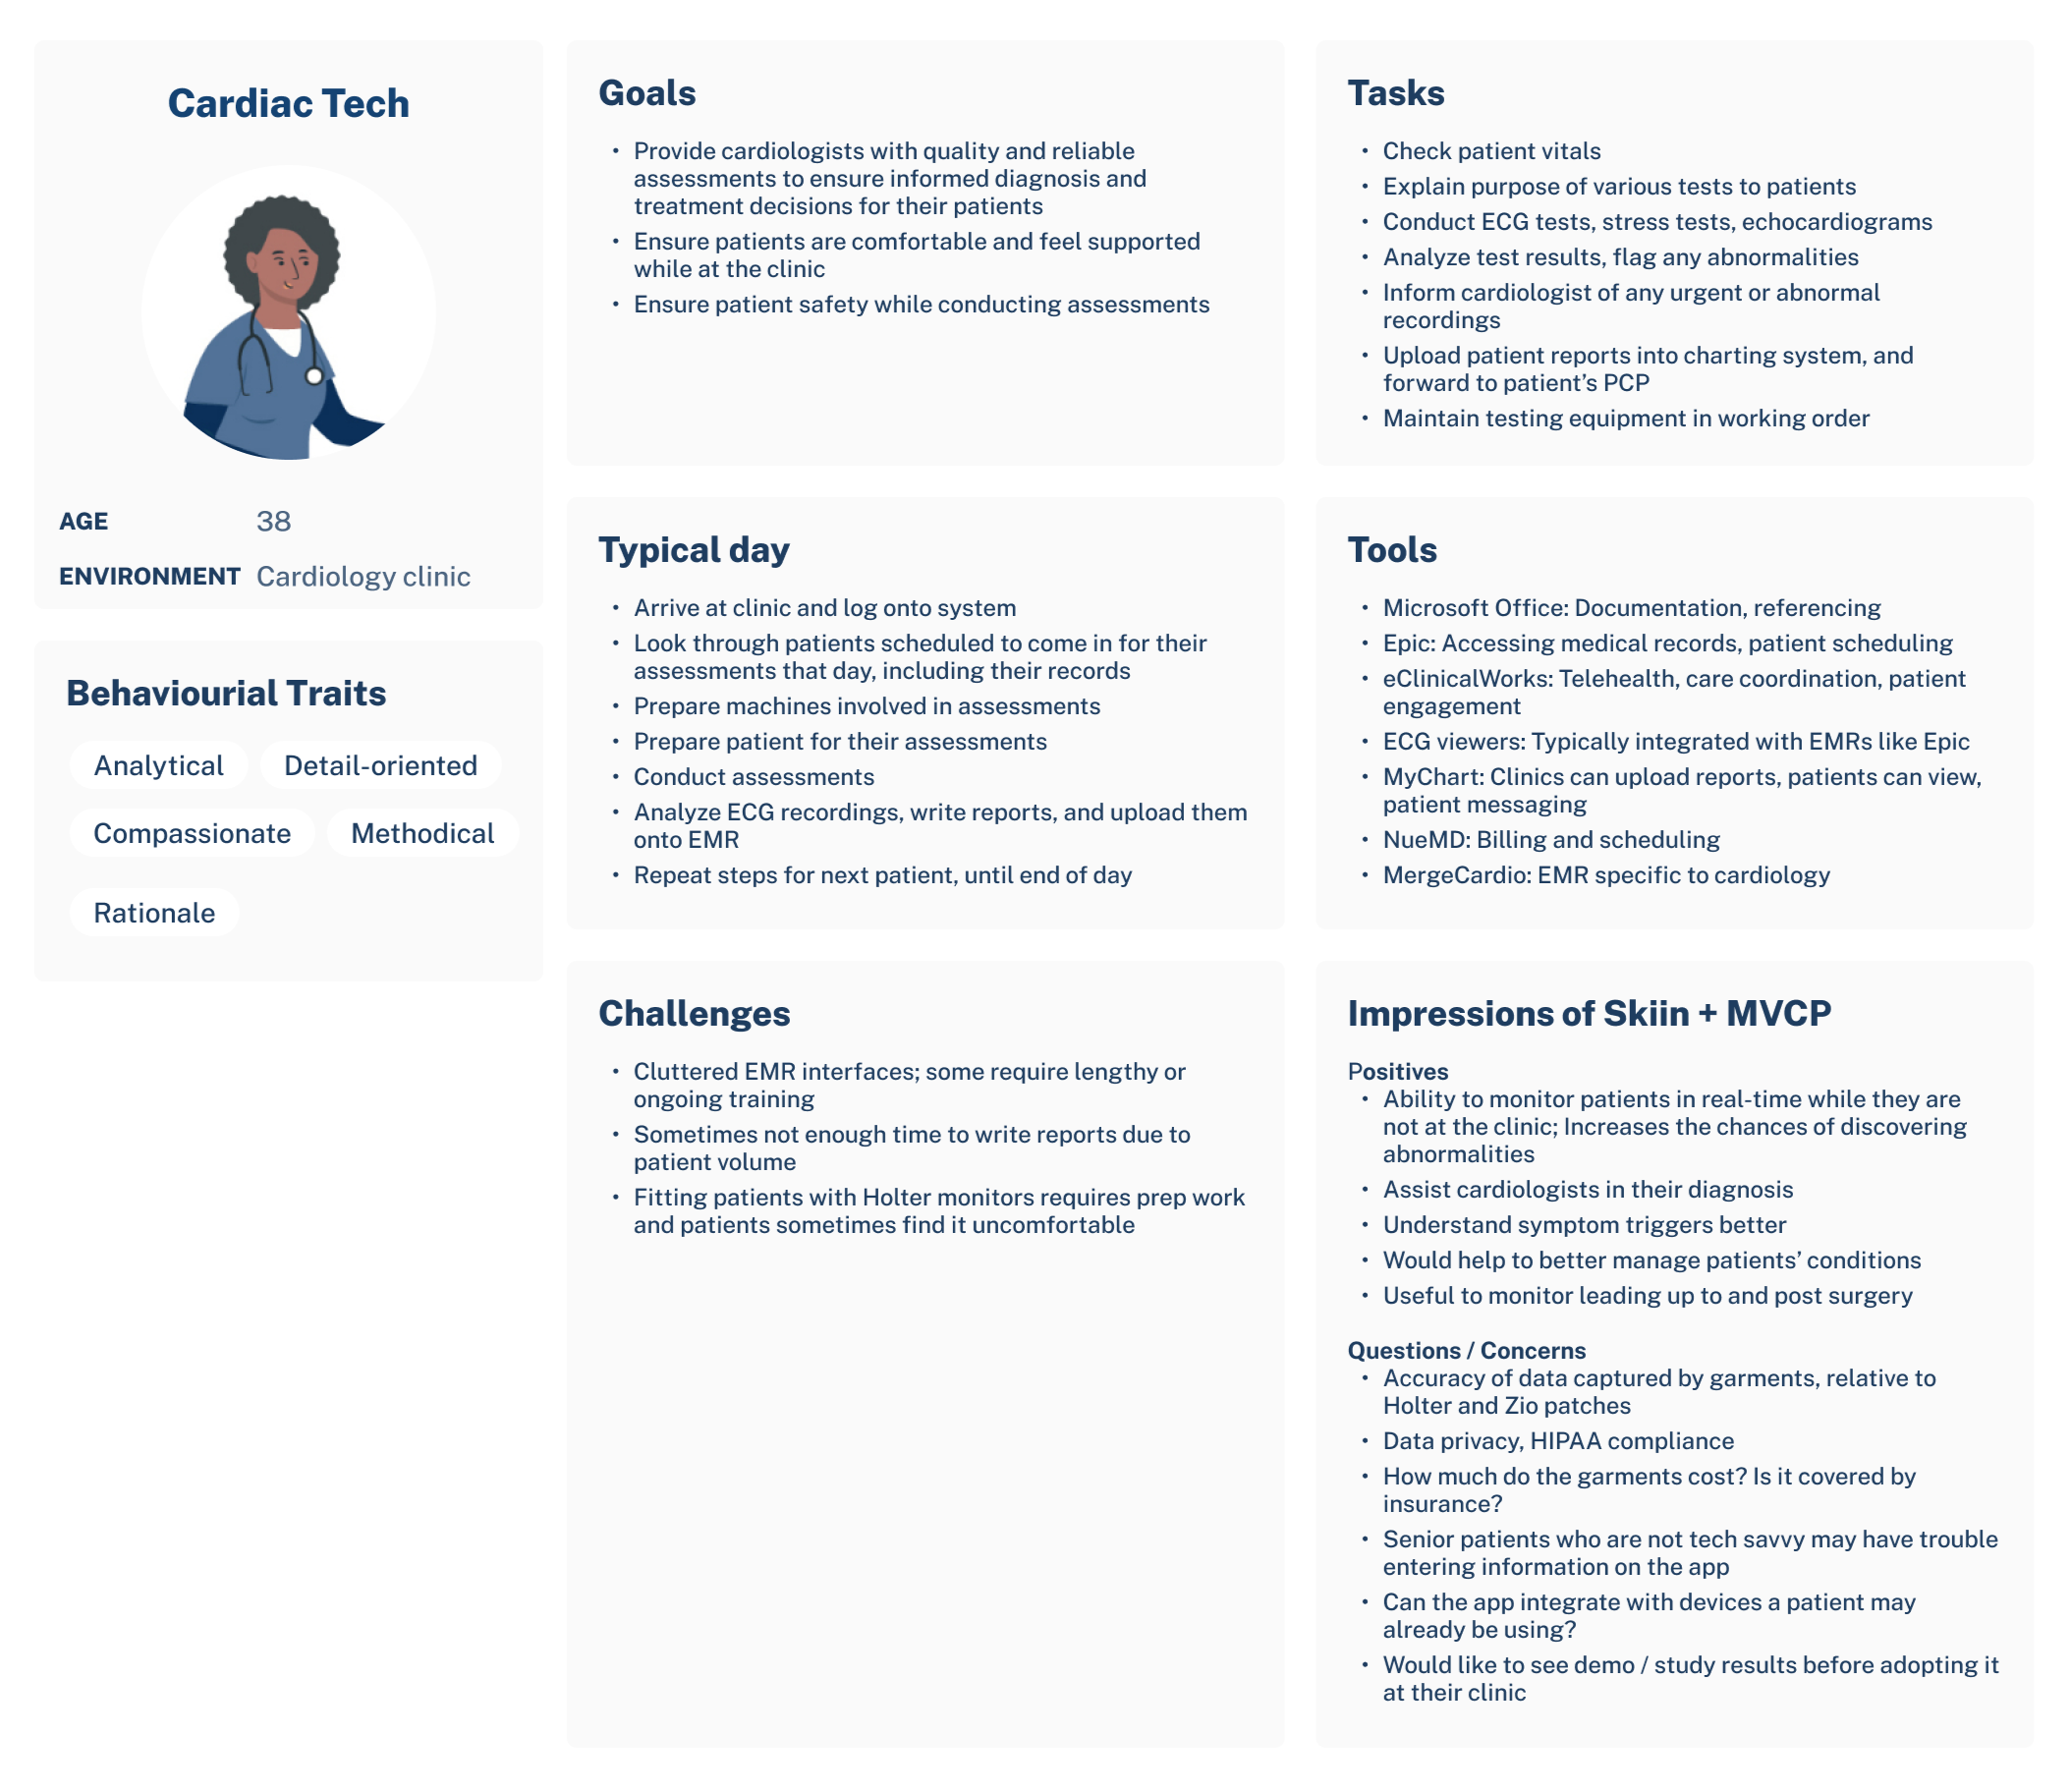 Cardiac Tech
AGE 38
ENVIRONMENT Cardiology clinic
Behaviourial Traits
Analytical Detail-oriented
Compassionate Methodical
Rationale
Goals
• Provide cardiologists with quality and reliable
assessments to ensure informed diagnosis and
treatment decisions for their patients
• Ensure patients are comfortable and feel supported
while at the clinic
• Ensure patient safety while conducting assessments
Tasks
• Check patient vitals
• Explain purpose of various tests to patients
• Conduct ECG tests, stress tests, echocardiograms
• Analyze test results, flag any abnormalities
• Inform cardiologist of any urgent or abnormal
recordings
• Upload patient reports into charting system, and
forward to patient’s PCP
• Maintain testing equipment in working order
Typical day
• Arrive at clinic and log onto system
• Look through patients scheduled to come in for their
assessments that day, including their records
• Prepare machines involved in assessments
• Prepare patient for their assessments
• Conduct assessments
• Analyze ECG recordings, write reports, and upload them
onto EMR
• Repeat steps for next patient, until end of day
Tools
• Microsoft Office: Documentation, referencing
• Epic: Accessing medical records, patient scheduling
• eClinicalWorks: Telehealth, care coordination, patient
engagement
• ECG viewers: Typically integrated with EMRs like Epic
• MyChart: Clinics can upload reports, patients can view,
patient messaging
• NueMD: Billing and scheduling
• MergeCardio: EMR specific to cardiology
Challenges
• Cluttered EMR interfaces; some require lengthy or
ongoing training
• Sometimes not enough time to write reports due to
patient volume
• Fitting patients with Holter monitors requires prep work
and patients sometimes find it uncomfortable
Impressions of Skiin + MVCP
Positives
• Ability to monitor patients in real-time while they are
not at the clinic; Increases the chances of discovering
abnormalities
• Assist cardiologists in their diagnosis
• Understand symptom triggers better
• Would help to better manage patients’ conditions
• Useful to monitor leading up to and post surgery
Questions / Concerns
• Accuracy of data captured by garments, relative to
Holter and Zio patches
• Data privacy, HIPAA compliance
• How much do the garments cost? Is it covered by
insurance?
• Senior patients who are not tech savvy may have trouble
entering information on the app
• Can the app integrate with devices a patient may
already be using?
• Would like to see demo / study results before adopting it
at their clinic